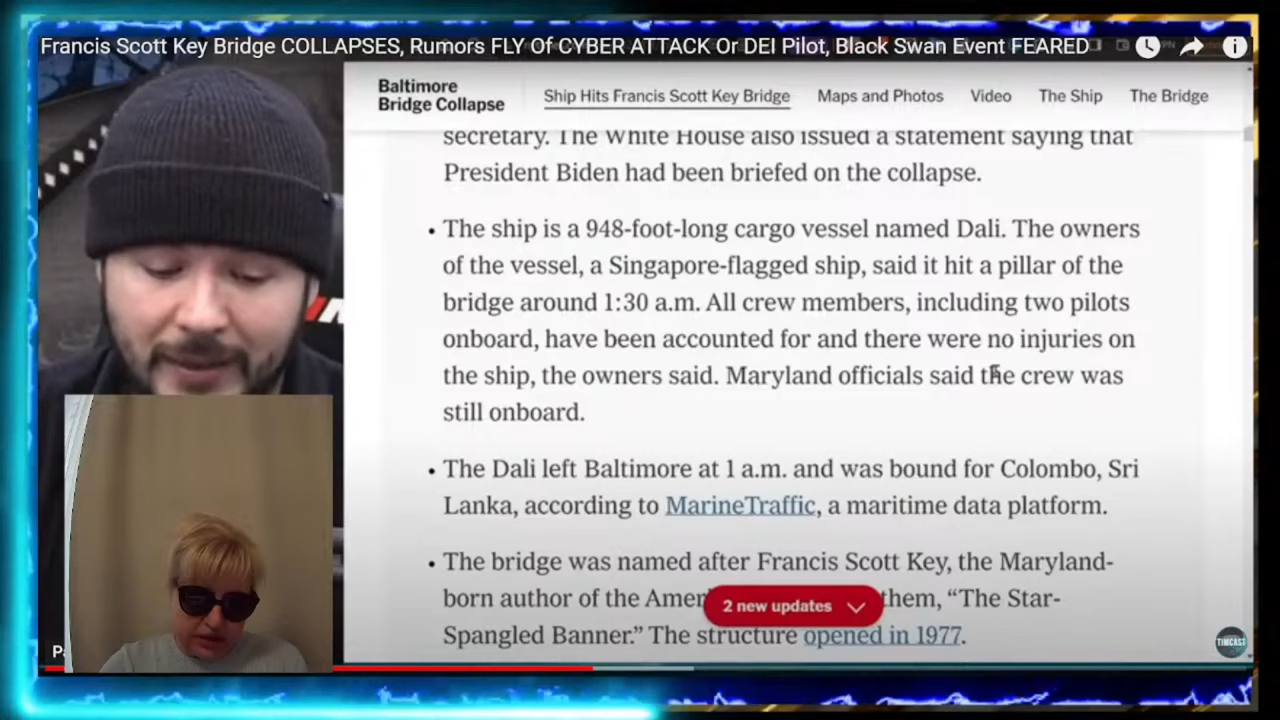 Francis Scott Key Bridge COLLAPSES, Rumors FLY Of CYBER ATTACK Or DEI Pilot, Black Swan Event FEARED
Baltimore
Bridge Collapse
Ship Hits Francis Scott Key Bridge
Maps and Photos
Video
The Ship
The Bridge
secretary. The White House also issued a statement saying that
President Biden had been briefed on the collapse.
• The ship is a 948-foot-long cargo vessel named Dali. The owners
of the vessel, a Singapore-flagged ship, said it hit a pillar of the
bridge around 1:30 a.m. All crew members, including two pilots
onboard, have been accounted for and there were no injuries on
the ship, the owners said. Maryland officials said the crew was
still onboard.
• The Dali left Baltimore at 1 a.m. and was bound for Colombo, Sri
Lanka, according to MarineTraffic, a maritime data platform.
• The bridge was named after Francis Scott Key, the Maryland-
born author of the Amer them, “The Star-
2 new updates
Spangled Banner.” The structure opened in 1977.
TIMCAST